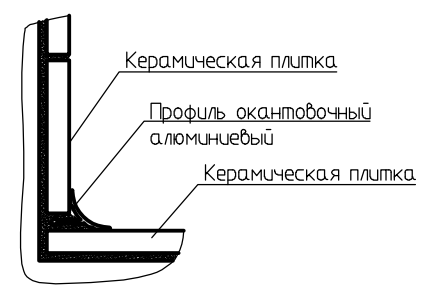 Керамическая плитка
Профиль окантовочный
алюминиевый
Керамическая плитка